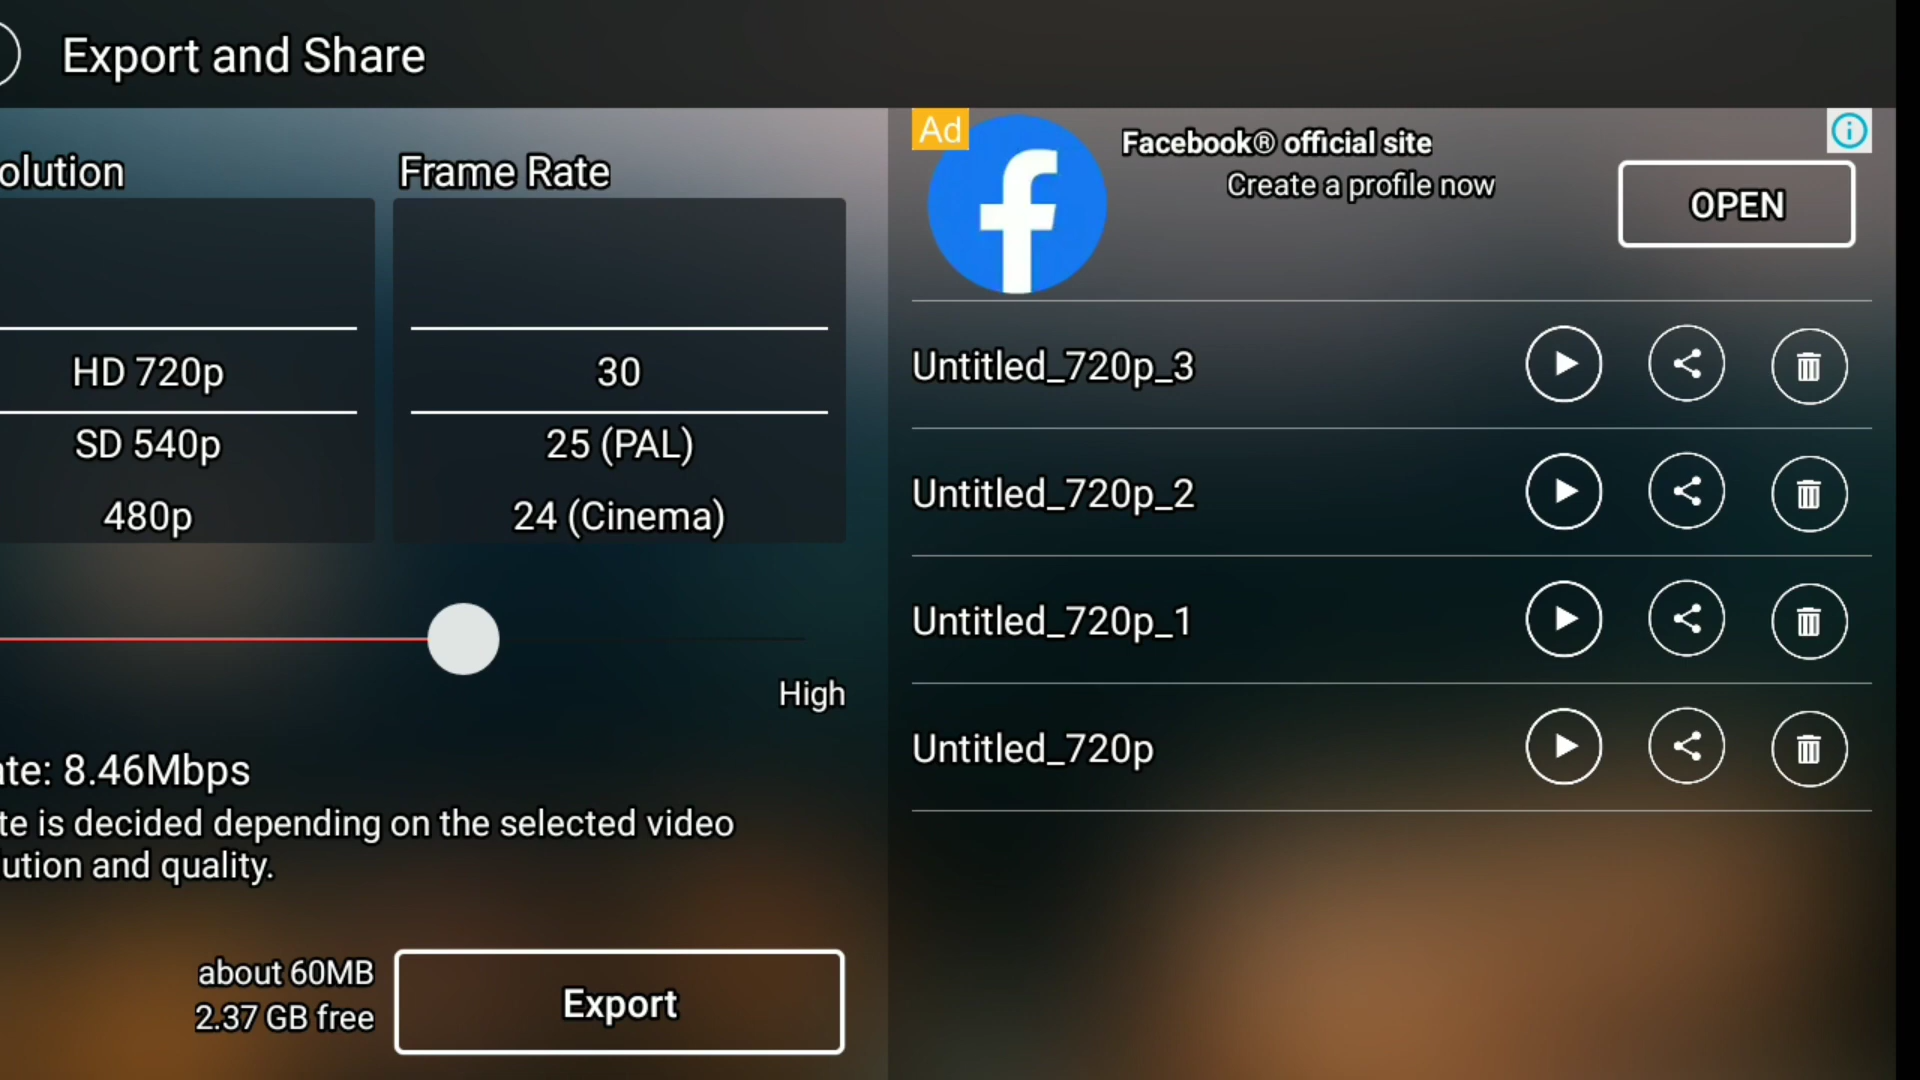 Export and Share
olution
Frame Rate
HD 720p
SD 540p
480p
30
25 (PAL)
24 (Cinema)
High
ate: 8.46Mbps
te is decided depending on the selected video
ution and quality.
about 60MB
2.37 GB free
Export
Ad
Facebook® official site
Create a profile now
OPEN
Untitled_720p_3
Untitled_720p_2
Untitled_720p_1
Untitled_720p